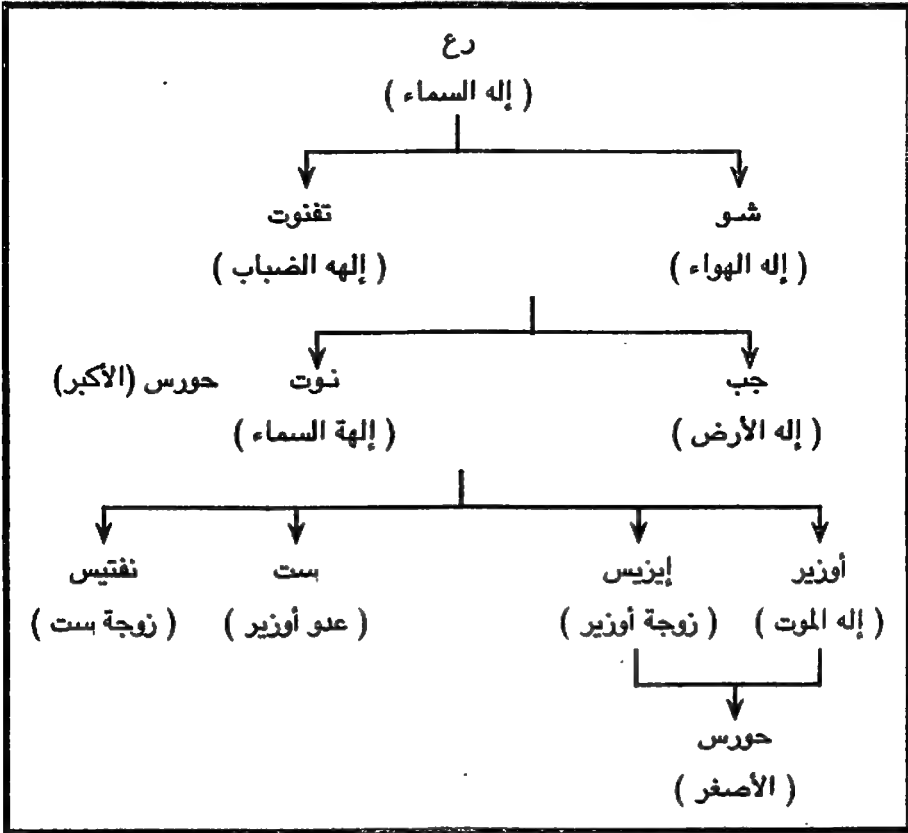 رع
( إله السماء )
شو تفنوت
( إله الهواء ) ( إلهه الضباب )
جب نوت حورس (الأكبر)
( إله الأرض ) ( إلهة السماء )
أوزير إيزيس ست نفتيس
( إله الموت ) ( زوجة أوزير ) ( عدو أوزير ) ( زوجة ست )
حورس
( الأصغر )